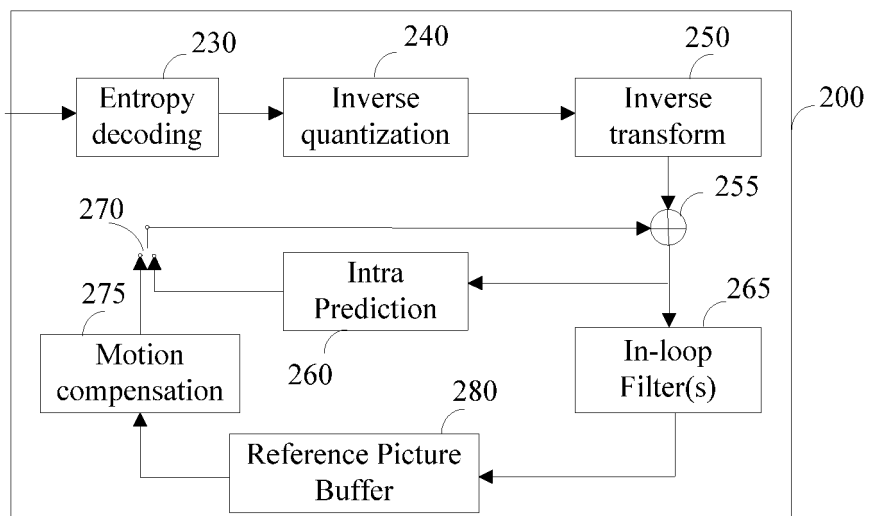 230
240
250
Entropy
decoding
Inverse
quantization
Inverse
transform
200
255
270
Intra
Prediction
260
265
275
Motion
compensation
In-loop
Filter(s)
280
Reference Picture
Buffer